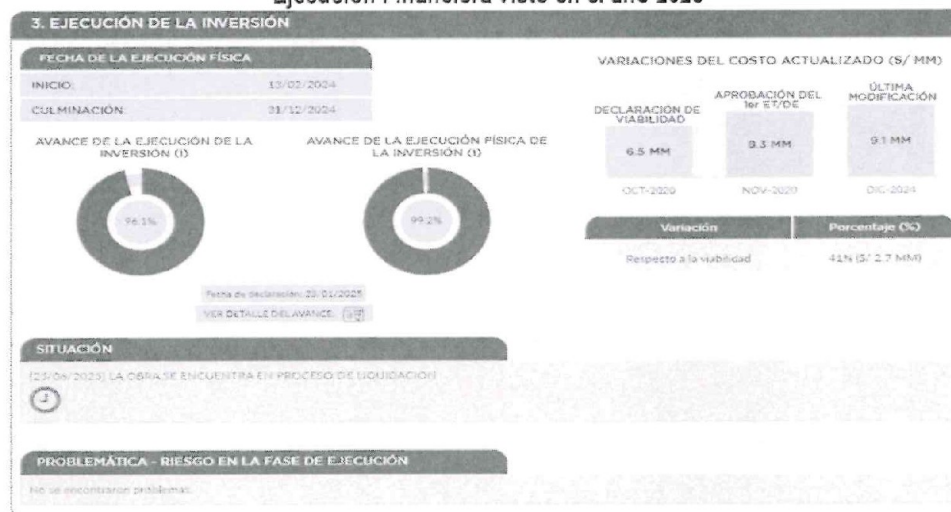 Ejecución Financiera visto en el año
3. EJECUCIÓN DE LA INVERSIÓN
FECHA DE LA EJECUCIÓN FÍSICA
INICIO: 13/02/2024
CULMINACIÓN: 31/12/2024
AVANCE DE LA EJECUCIÓN DE LA
INVERSIÓN (1)
96.1%
AVANCE DE LA EJECUCIÓN FÍSICA DE
LA INVERSIÓN (1)
99.2%
Fecha de declaración: 23/01/2025
VER DETALLE DEL AVANCE:
VARIACIONES DEL COSTO ACTUALIZADO (S/ MM)
DECLARACIÓN DE
VIABILIDAD
6.5 MM
OCT-2020
APROBACIÓN DEL
1er ET/DE
8.3 MM
NOV-2020
ÚLTIMA
MODIFICACIÓN
9.1 MM
DIC-2024
Variación Porcentaje (%)
Respecto a la viabilidad 41% (S/ 2.7 MM)
SITUACIÓN
[23/06/2025] LA OBRA SE ENCUENTRA EN PROCESO DE LIQUIDACION
PROBLEMÁTICA - RIESGO EN LA FASE DE EJECUCIÓN
No se encontraron problemas.